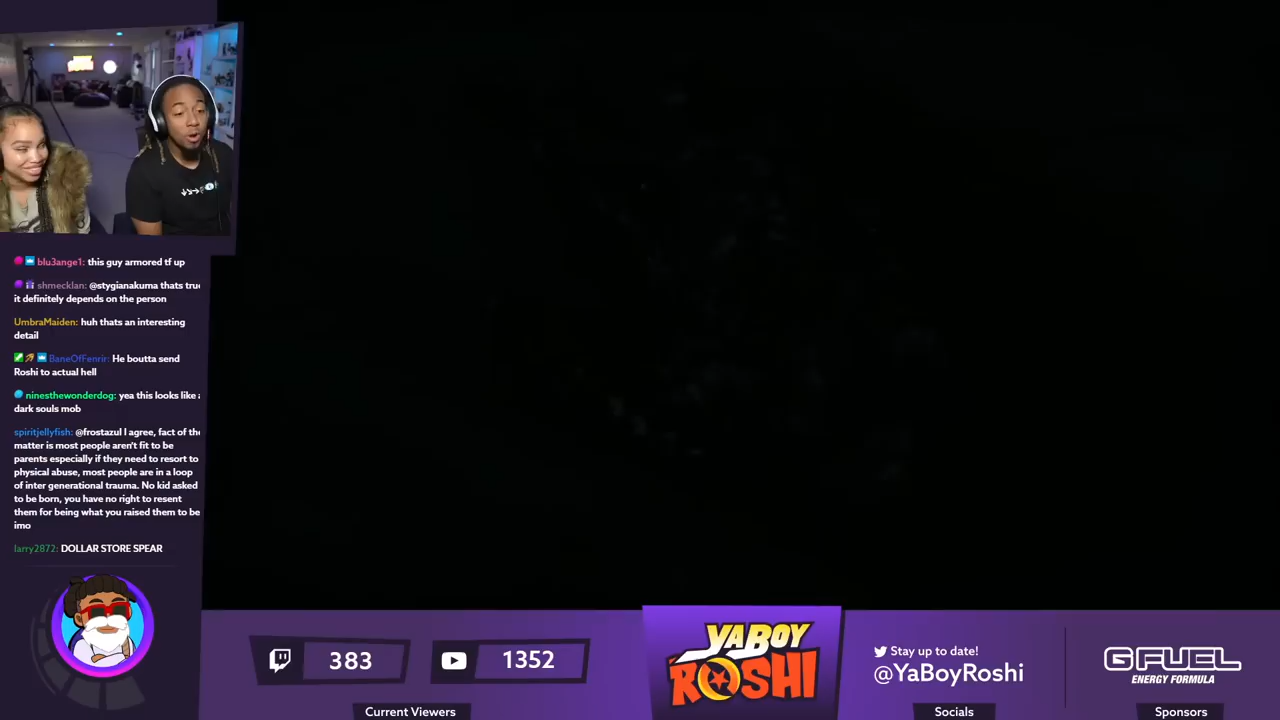 blu3ange1: this guy armored tf up
shmecklan: @stygianakuma thats true
it definitely depends on the person
UmbraMaiden: huh thats an interesting
detail
BaneOfFenrir: He boutta send
Roshi to actual hell
ninesthewonderdog: yea this looks like a
dark souls mob
spiritjellyfish: @frostazul I agree, fact of the
matter is most people aren't fit to be
parents especially if they need to resort to
physical abuse, most people are in a loop
of inter generational trauma. No kid asked
to be born, you have no right to resent
them for being what you raised them to be
imo
larry2872: DOLLAR STORE SPEAR
383
1352
Current Viewers
YABOY
ROSHI
Stay up to date!
@YaBoyRoshi
Socials
G FUEL
ENERGY FORMULA
Sponsors